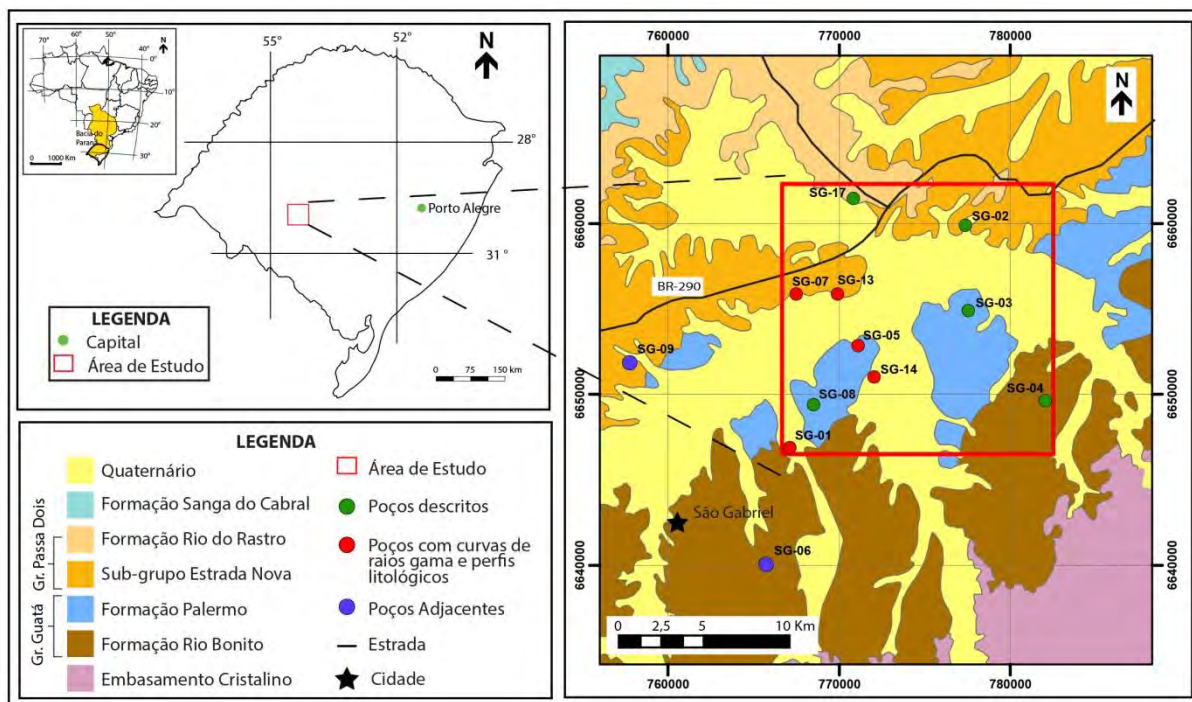 70° 60° 50° 40° N
0°
10°
20°
30°
Bacia do
Paraná
0 1000 Km
55 52
N
28°
Porto Alegre
31°
LEGENDA
Capital
Área de Estudo
0 75 150 km
LEGENDA
Quaternário
Formação Sanga do Cabral
Formação Rio do Rastro
Sub-grupo Estrada Nova
Gr. Passa Dois
Formação Palermo
Formação Rio Bonito
Gr. Guatá
Embasamento Cristalino
Área de Estudo
Poços descritos
Poços com curvas de
raios gama e perfis
litológicos
Poços Adjacentes
Estrada
Cidade
760000 770000 780000
N
SG-17
SG-02
6660000 6660000
BR-290
SG-07 SG-13
SG-03
SG-05
SG-09
SG-14
SG-08
SG-04
6650000 6650000
SG-01
São Gabriel
SG-06
6640000 6640000
0 2,5 5 10 Km
760000 770000 780000